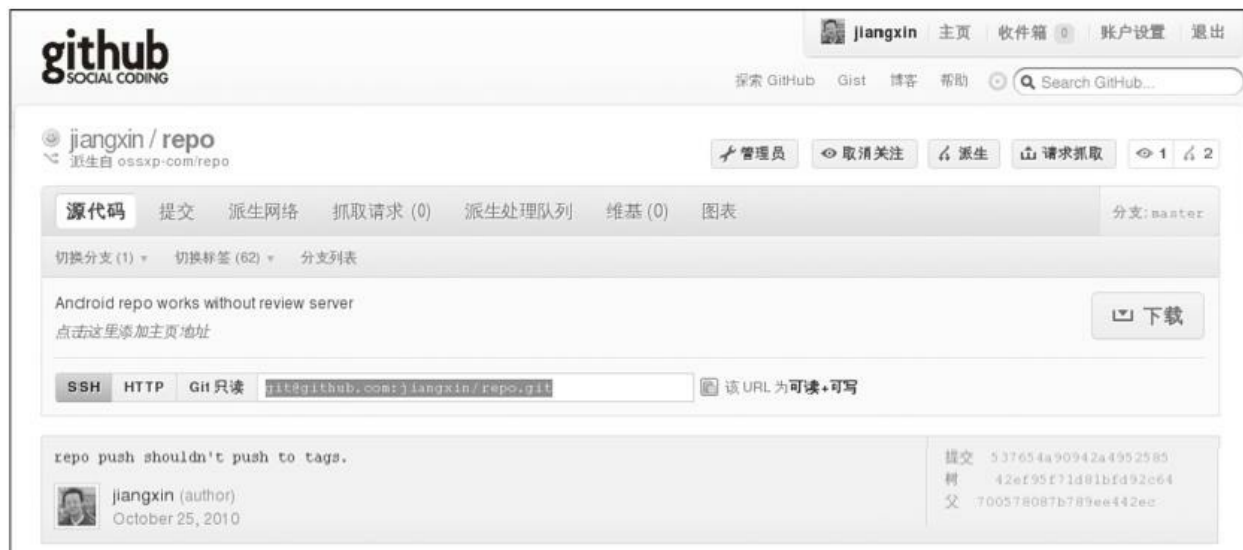 github
SOCIAL CODING
jiangxin 主页 收件箱 0 账户设置 退出
探索 GitHub Gist 博客 帮助 Search GitHub...
jiangxin / repo
派生自 ossxp-com/repo
管理员 取消关注 派生 请求抓取 1 2
源代码 提交 派生网络 抓取请求 (0) 派生处理队列 维基 (0) 图表 分支:master
切换分支 (1) 切换标签 (62) 分支列表
Android repo works without review server
点击这里添加主页地址
下载
SSH HTTP Git 只读 git@github.com:jiangxin/repo.git 该 URL 为可读+可写
repo push shouldn't push to tags.
jiangxin (author)
October 25, 2010
提交 537654a90942a4952585
树 42ef95f71d81bfd92c64
父 700578087b789ee442ec